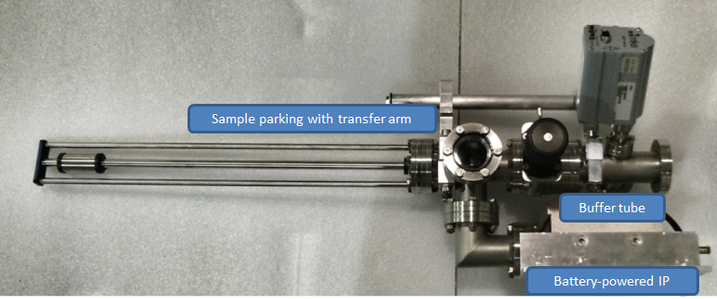 Sample parking with transfer arm
Buffer tube
Battery-powered IP